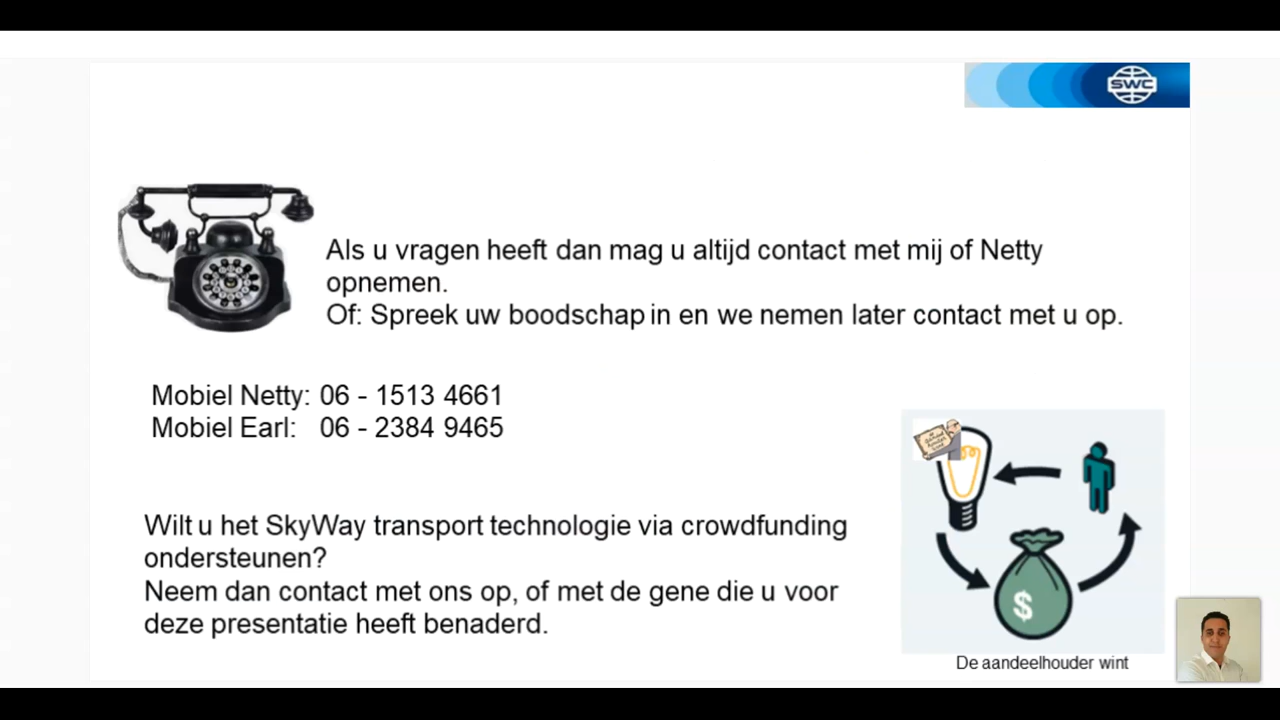 SWC
Als u vragen heeft dan mag u altijd contact met mij of Netty
opnemen.
Of: Spreek uw boodschap in en we nemen later contact met u op.
Mobiel Netty: 06 - 1513 4661
Mobiel Earl: 06 - 2384 9465
Wilt u het SkyWay transport technologie via crowdfunding
ondersteunen?
Neem dan contact met ons op, of met de gene die u voor
deze presentatie heeft benaderd.
$
De aandeelhouder wint